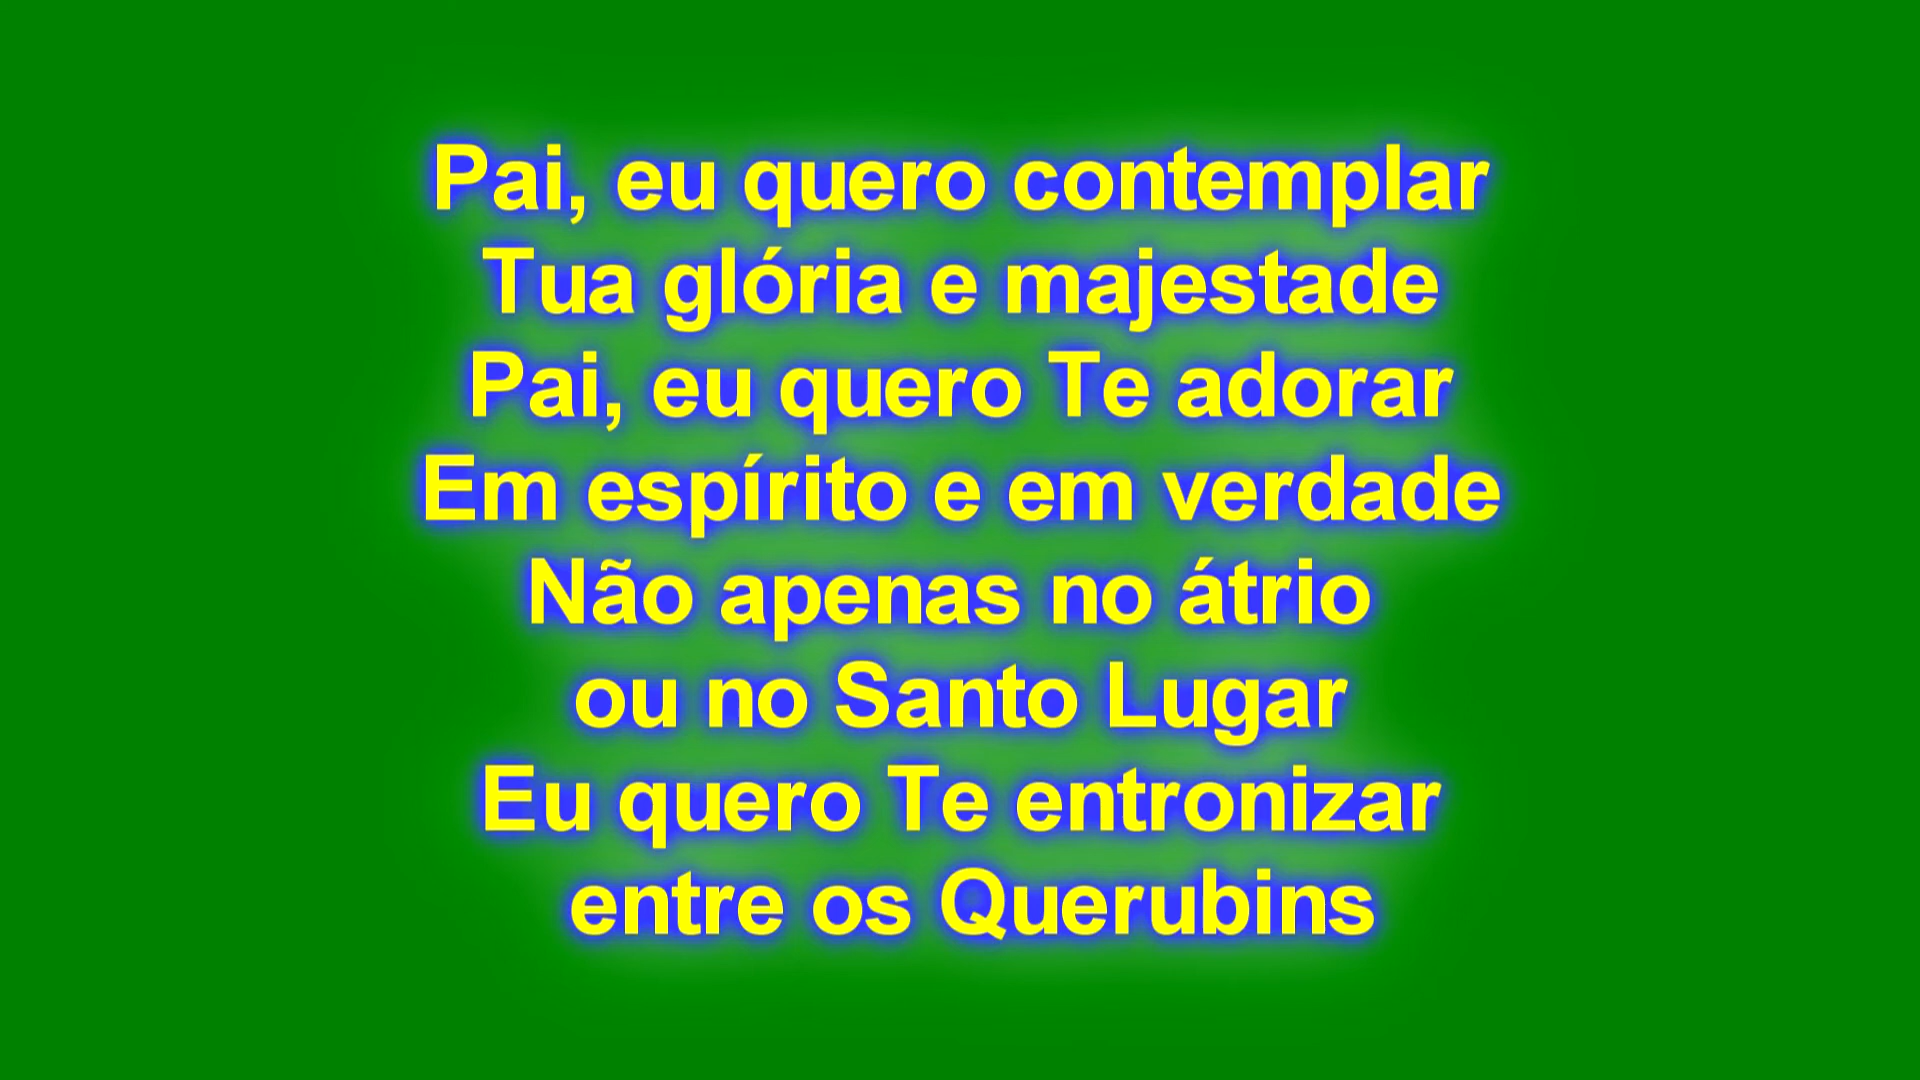 Pai, eu quero contemplar
Tua glória e majestade
Pai, eu quero Te adorar
Em espírito e em verdade
Não apenas no átrio
ou no Santo Lugar
Eu quero Te entronizar
entre os Querubins